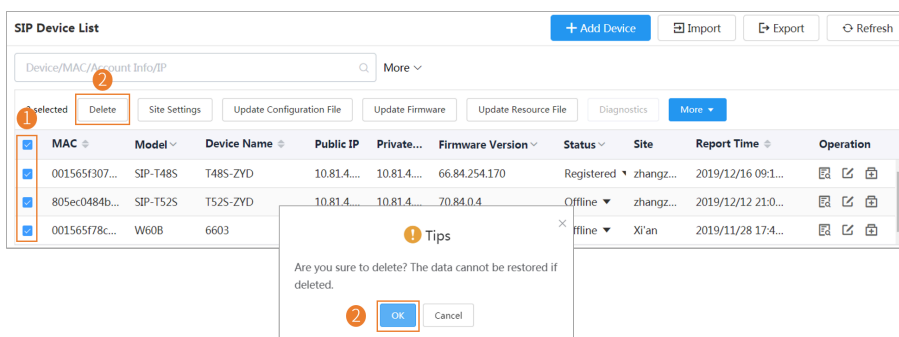 SIP Device List + Add Device Import Export Refresh
Device/MAC/Account Info/IP More
2
selected Delete Site Settings Update Configuration File Update Firmware Update Resource File Diagnostics More
1
MAC Model Device Name Public IP Private... Firmware Version Status Site Report Time Operation
001565f307... SIP-T48S T48S-ZYD 10.81.4.... 10.81.4... 66.84.254.170 Registered zhangz... 2019/12/16 09:1...
805ec0484b... SIP-T52S T52S-ZYD 10.81.4.... 10.81.4... 70.84.0.4 Offline zhangz... 2019/12/12 21:0...
001565f78c... W60B 6603 ffline Xi'an 2019/11/28 17:4...
! Tips
Are you sure to delete? The data cannot be restored if
deleted.
2 OK Cancel